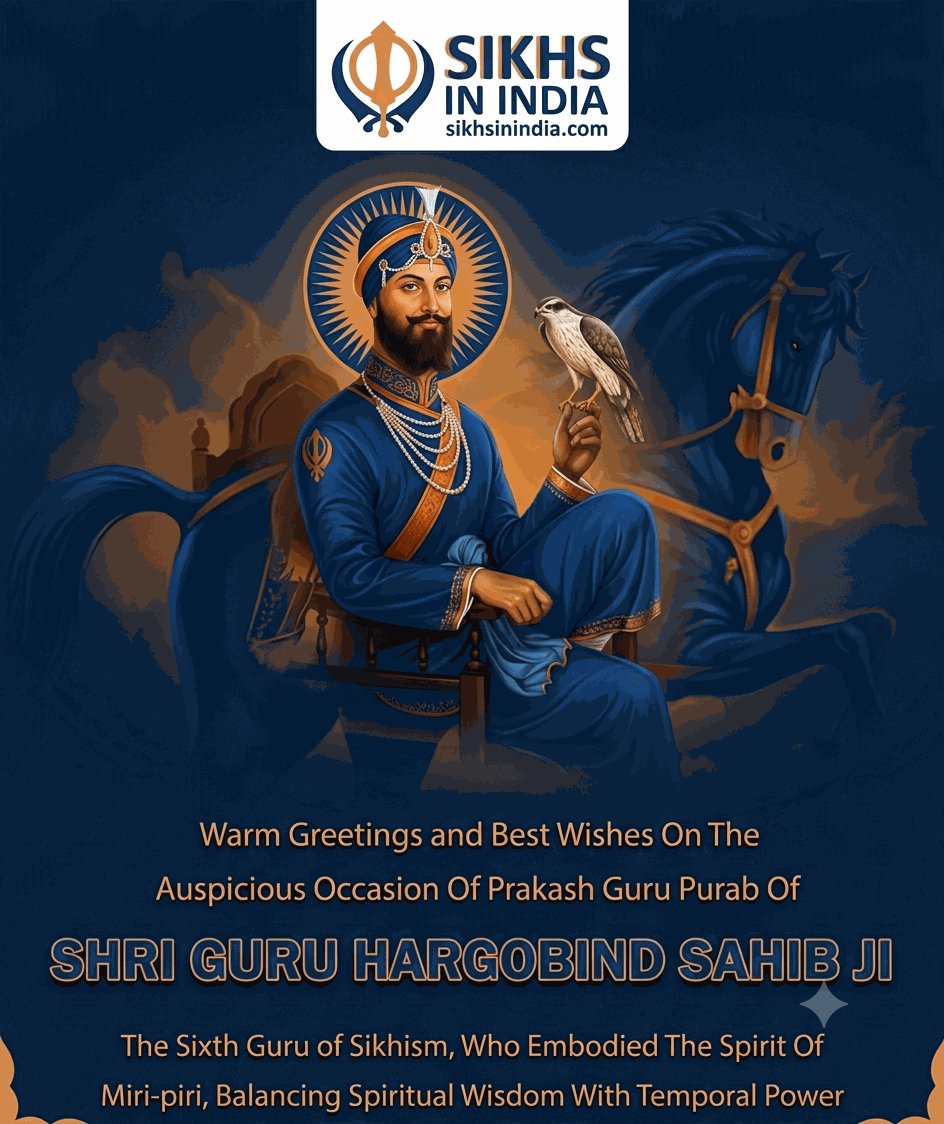 SIKHS
IN INDIA
sikhsinindia.com
Warm Greetings and Best Wishes On The
Auspicious Occasion Of Prakash Guru Purab Of
SHRI GURU HARGOBIND SAHIB JI
The Sixth Guru of Sikhism, Who Embodied The Spirit Of
Miri-piri, Balancing Spiritual Wisdom With Temporal Power